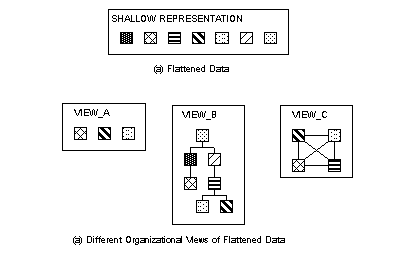 SHALLOW REPRESENTATION
(a) Flattened Data
VIEW_A
VIEW_B
VIEW_C
(a) Different Organizational Views of Flattened Data